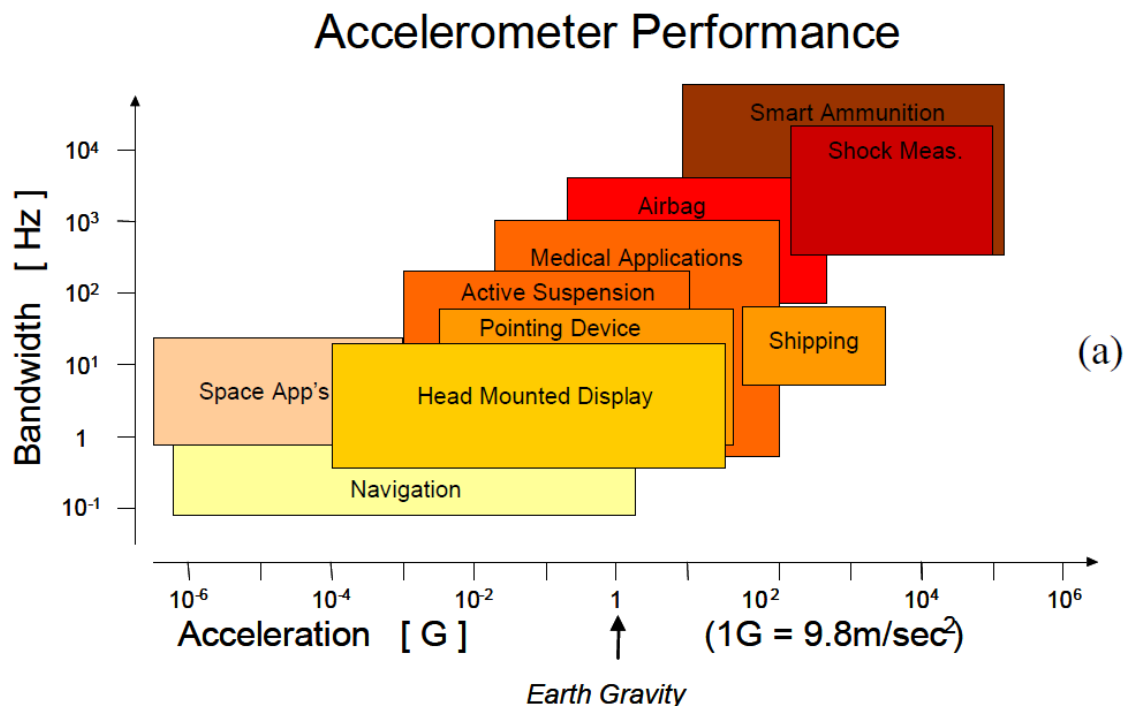 Accelerometer Performance
Bandwidth [ Hz ]
10⁴
10³
10²
10¹
1
10⁻¹
Smart Ammunition
Shock Meas.
Airbag
Medical Applications
Active Suspension
Pointing Device
Shipping
Space App's
Head Mounted Display
Navigation
(a)
10⁻⁶ 10⁻⁴ 10⁻² 1 10² 10⁴ 10⁶
Acceleration [ G ] (1G = 9.8m/sec²)
Earth Gravity